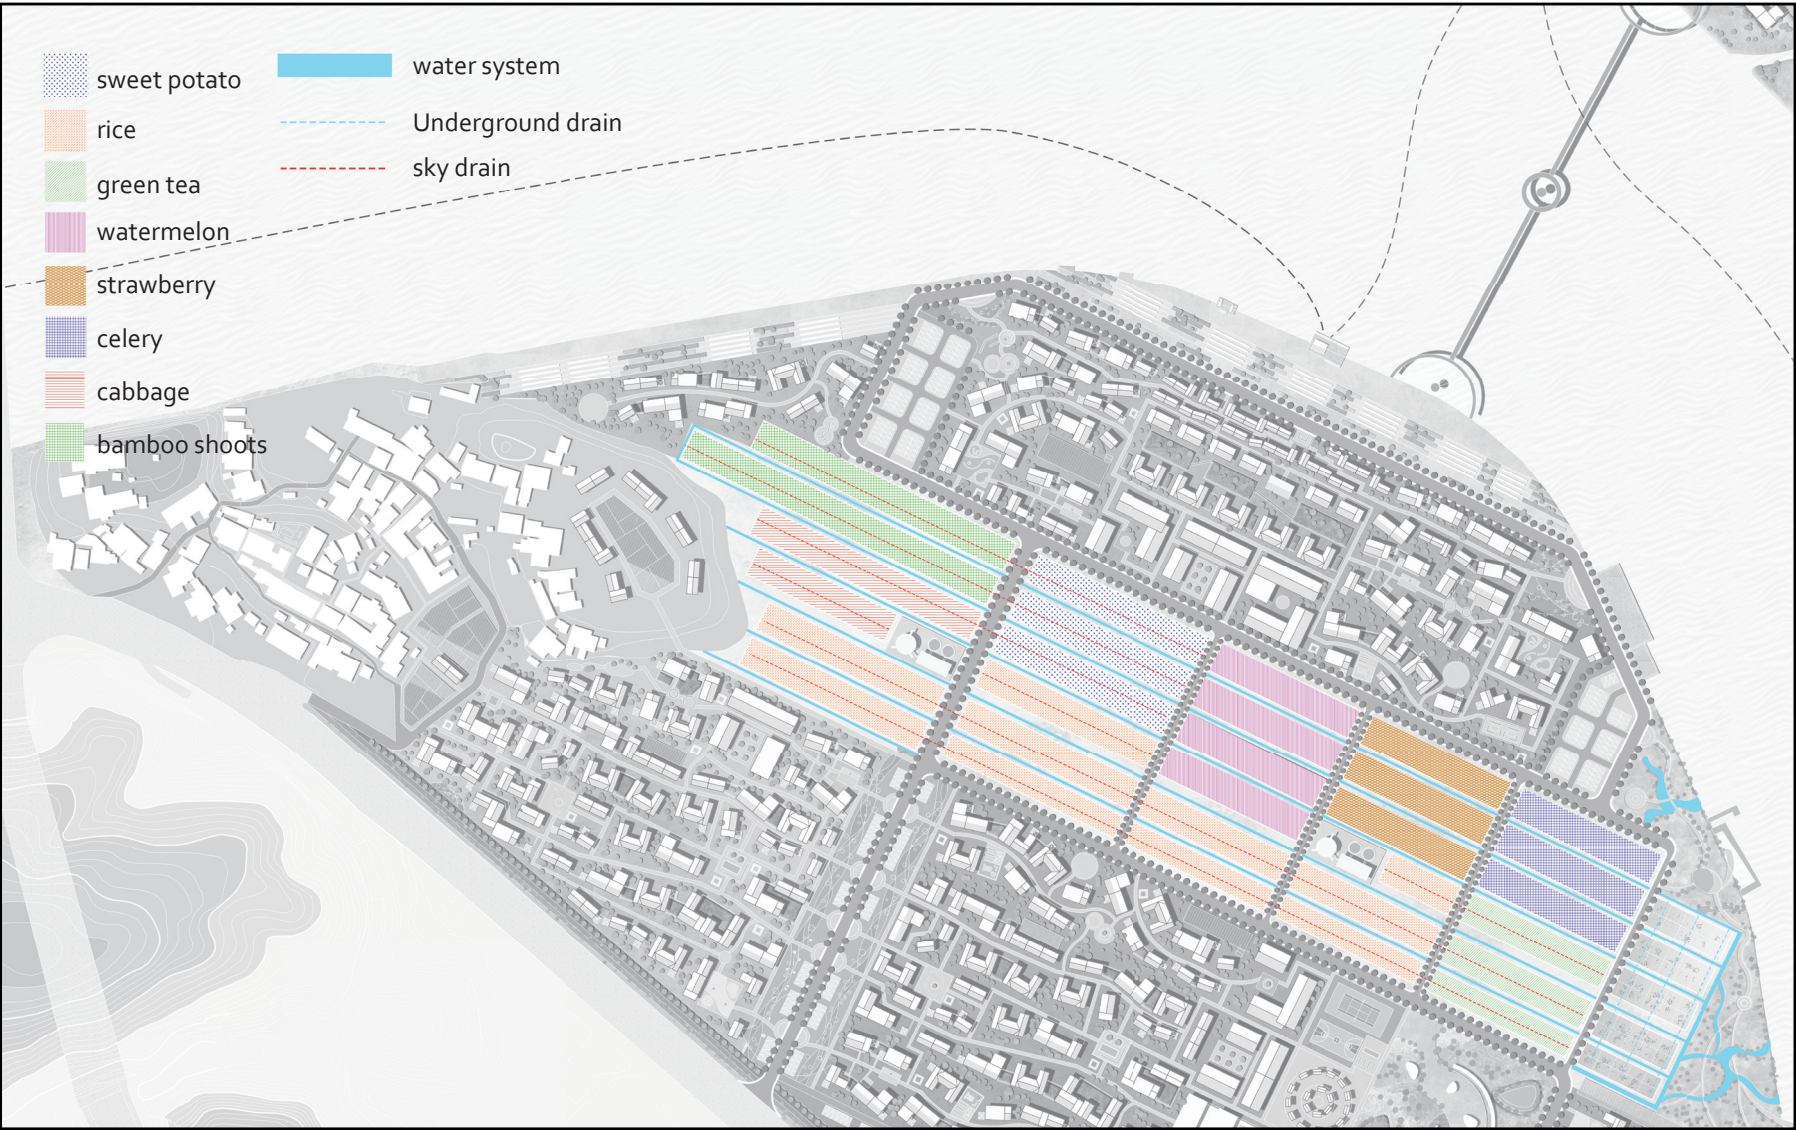 sweet potato
rice
green tea
watermelon
strawberry
celery
cabbage
bamboo shoots
water system
Underground drain
sky drain